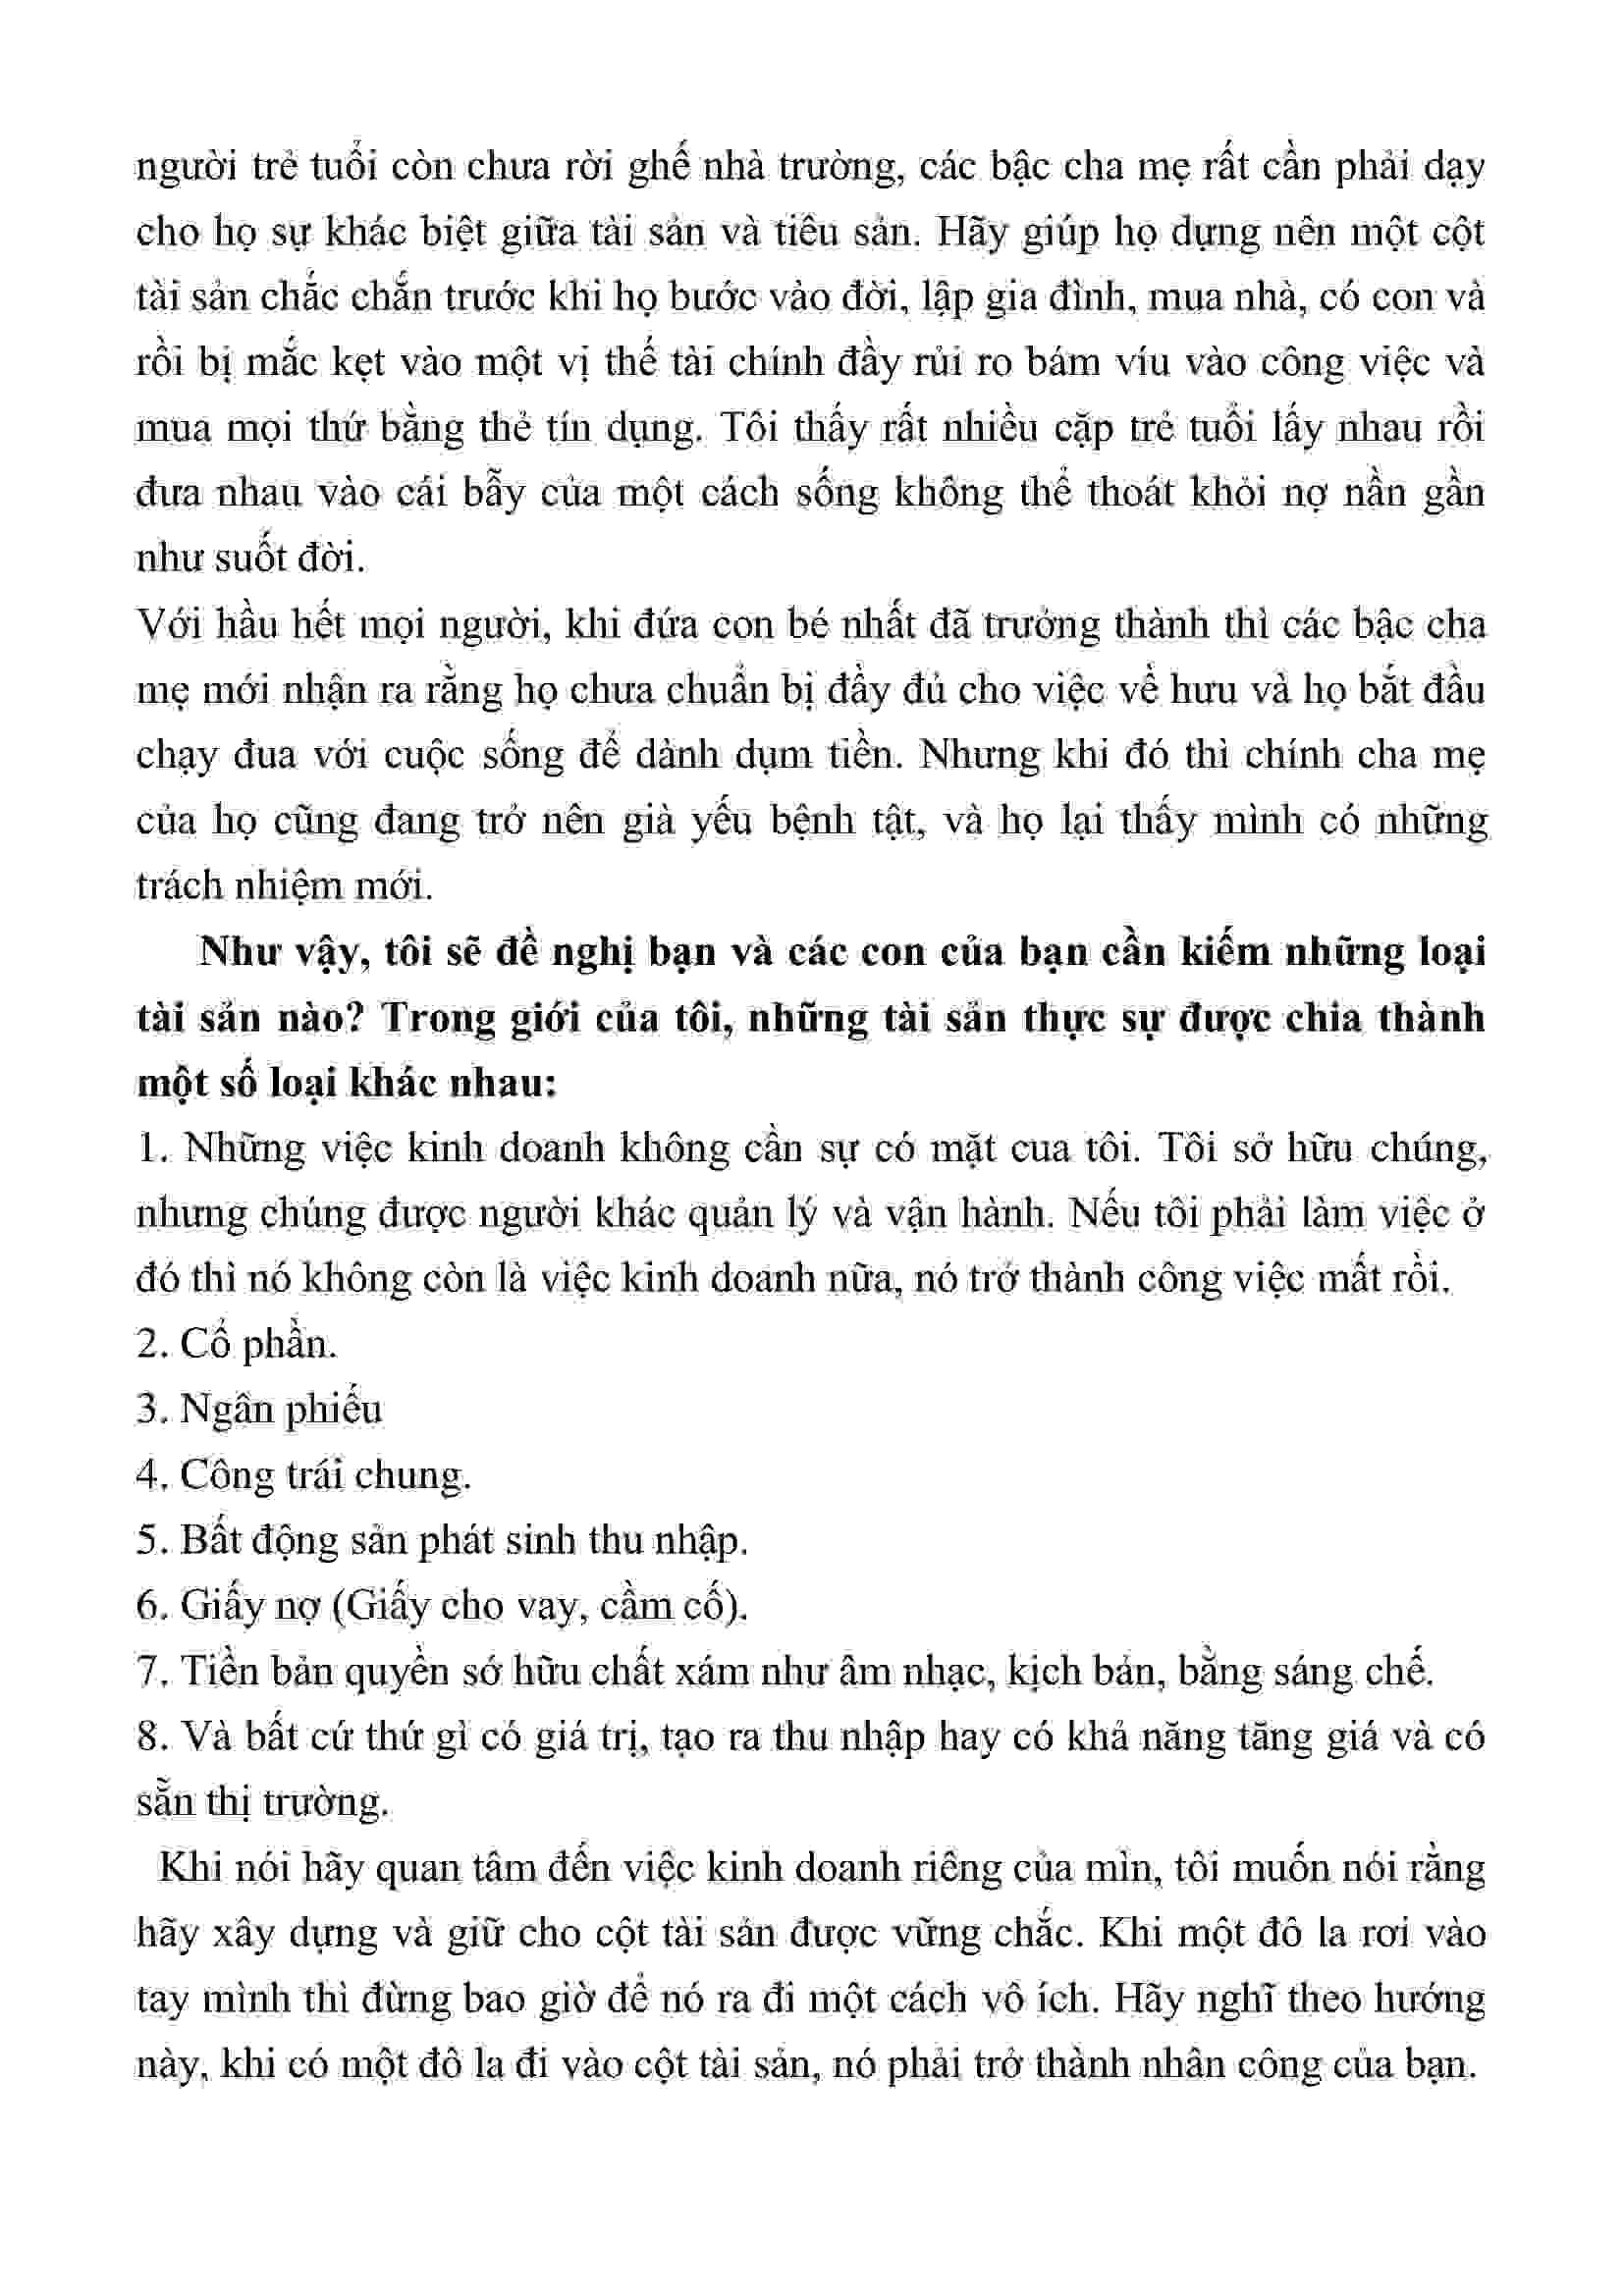 người trẻ tuổi còn chưa rời ghế nhà trường, các bậc cha mẹ rất cần phải dạy
cho họ sự khác biệt giữa tài sản và tiêu sản. Hãy giúp họ dựng nên một cột
tài sản chắc chắn trước khi họ bước vào đời, lập gia đình, mua nhà, có con và
rồi bị mắc kẹt vào một vị thế tài chính đầy rủi ro bám víu vào công việc và
mua mọi thứ bằng thẻ tín dụng. Tôi thấy rất nhiều cặp trẻ tuổi lấy nhau rồi
đưa nhau vào cái bẫy của một cách sống không thể thoát khỏi nợ nần gần
như suốt đời.
Với hầu hết mọi người, khi đứa con bé nhất đã trưởng thành thì các bậc cha
mẹ mới nhận ra rằng họ chưa chuẩn bị đầy đủ cho việc về hưu và họ bắt đầu
chạy đua với cuộc sống để dành dụm tiền. Nhưng khi đó thì chính cha mẹ
của họ cũng đang trở nên già yếu bệnh tật, và họ lại thấy mình có những
trách nhiệm mới.
Như vậy, tôi sẽ đề nghị bạn và các con của bạn cần kiếm những loại
tài sản nào? Trong giới của tôi, những tài sản thực sự được chia thành
một số loại khác nhau:
1. Những việc kinh doanh không cần sự có mặt cua tôi. Tôi sở hữu chúng,
nhưng chúng được người khác quản lý và vận hành. Nếu tôi phải làm việc ở
đó thì nó không còn là việc kinh doanh nữa, nó trở thành công việc mất rồi.
2. Cổ phần.
3. Ngân phiếu
4. Công trái chung.
5. Bất động sản phát sinh thu nhập.
6. Giấy nợ (Giấy cho vay, cầm cố).
7. Tiền bản quyền sớ hữu chất xám như âm nhạc, kịch bản, bằng sáng chế.
8. Và bất cứ thứ gì có giá trị, tạo ra thu nhập hay có khả năng tăng giá và có
sẵn thị trường.
Khi nói hãy quan tâm đến việc kinh doanh riêng của mìn, tôi muốn nói rằng
hãy xây dựng và giữ cho cột tài sản được vững chắc. Khi một đô la rơi vào
tay mình thì đừng bao giờ để nó ra đi một cách vô ích. Hãy nghĩ theo hướng
này, khi có một đô la đi vào cột tài sản, nó phải trở thành nhân công của bạn.